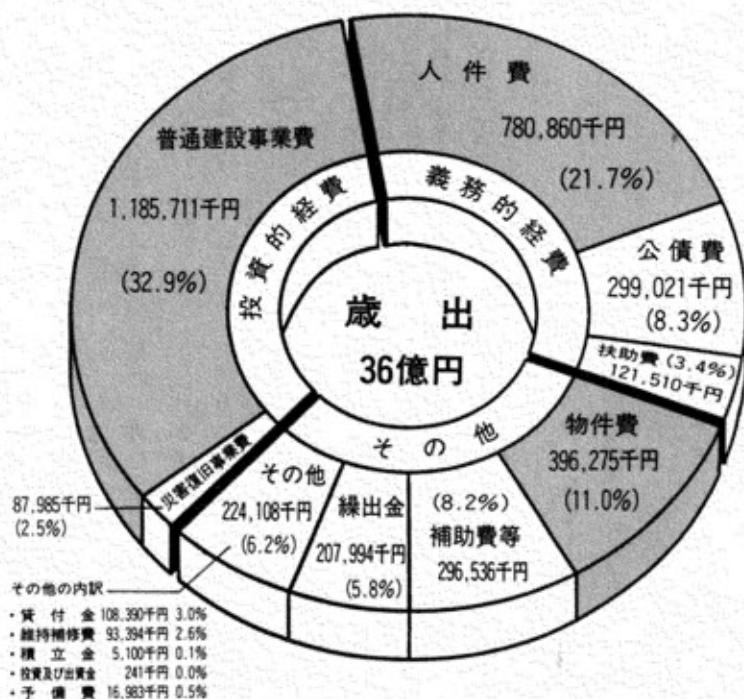 人件費
780,860千円
(21.7%)
公債費
299,021千円
(8.3%)
扶助費(3.4%)
121,510千円
物件費
396,275千円
(11.0%)
(8.2%)
補助費等
296,536千円
繰出金
207,994千円
(5.8%)
その他
224,108千円
(6.2%)
災害復旧事業費
87,985千円
(2.5%)
普通建設事業費
1,185,711千円
(32.9%)
投資的経費
義務的経費
その他
歳出
36億円
その他の内訳
・貸付金 108,390千円 3.0%
・維持補修費 93,394千円 2.6%
・積立金 5,100千円 0.1%
・投資及び出資金 241千円 0.0%
・予備費 16,983千円 0.5%